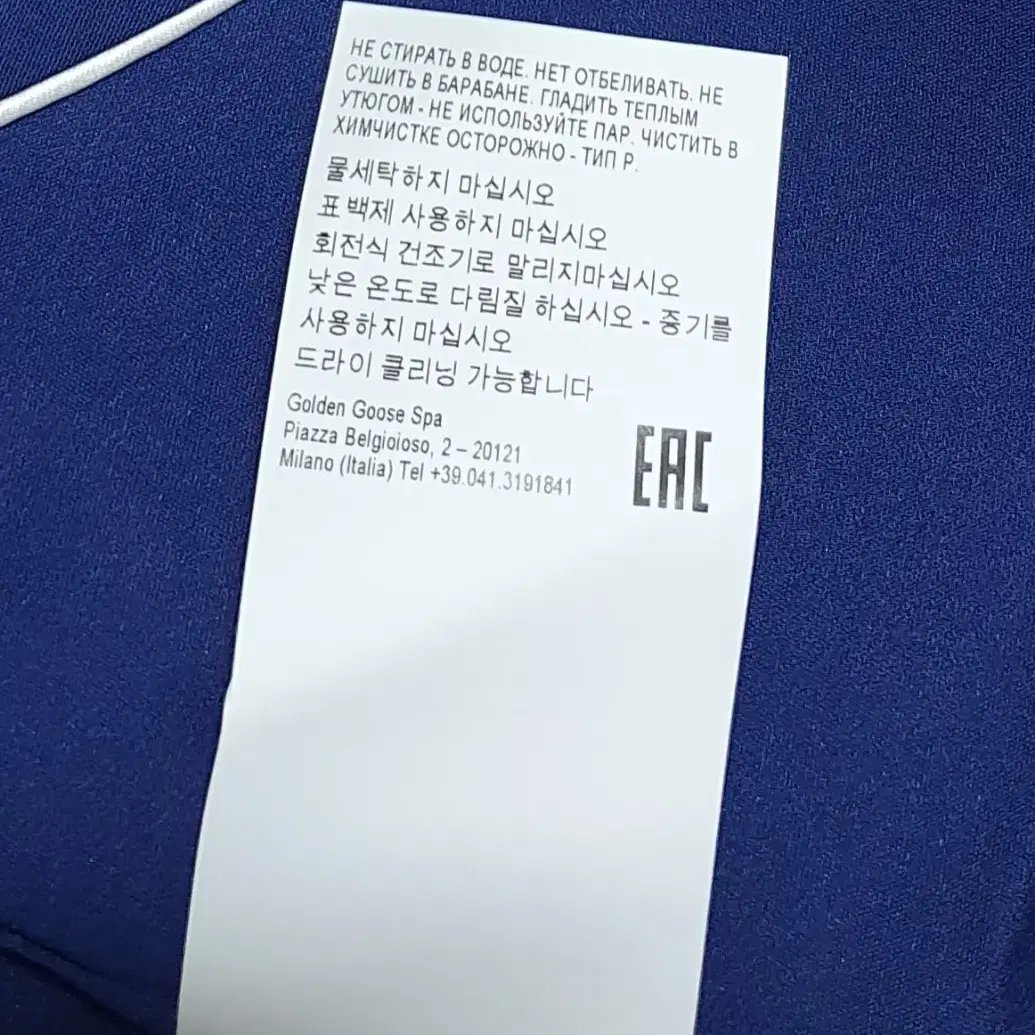 НЕ СТИРАТЬ В ВОДЕ. НЕТ ОТБЕЛИВАТЬ. НЕ
СУШИТЬ В БАРАБАНЕ. ГЛАДИТЬ ТЕПЛЫМ
УТЮГОМ - НЕ ИСПОЛЬЗУЙТЕ ПАР. ЧИСТИТЬ В
ХИМЧИСТКЕ ОСТОРОЖНО - ТИП P.
물세탁하지 마십시오
표백제 사용하지 마십시오
회전식 건조기로 말리지마십시오
낮은 온도로 다림질 하십시오 - 증기를
사용하지 마십시오
드라이 클리닝 가능합니다
Golden Goose Spa
Piazza Belgioioso, 2 – 20121
Milano (Italia) Tel +39.041.3191841
EAC